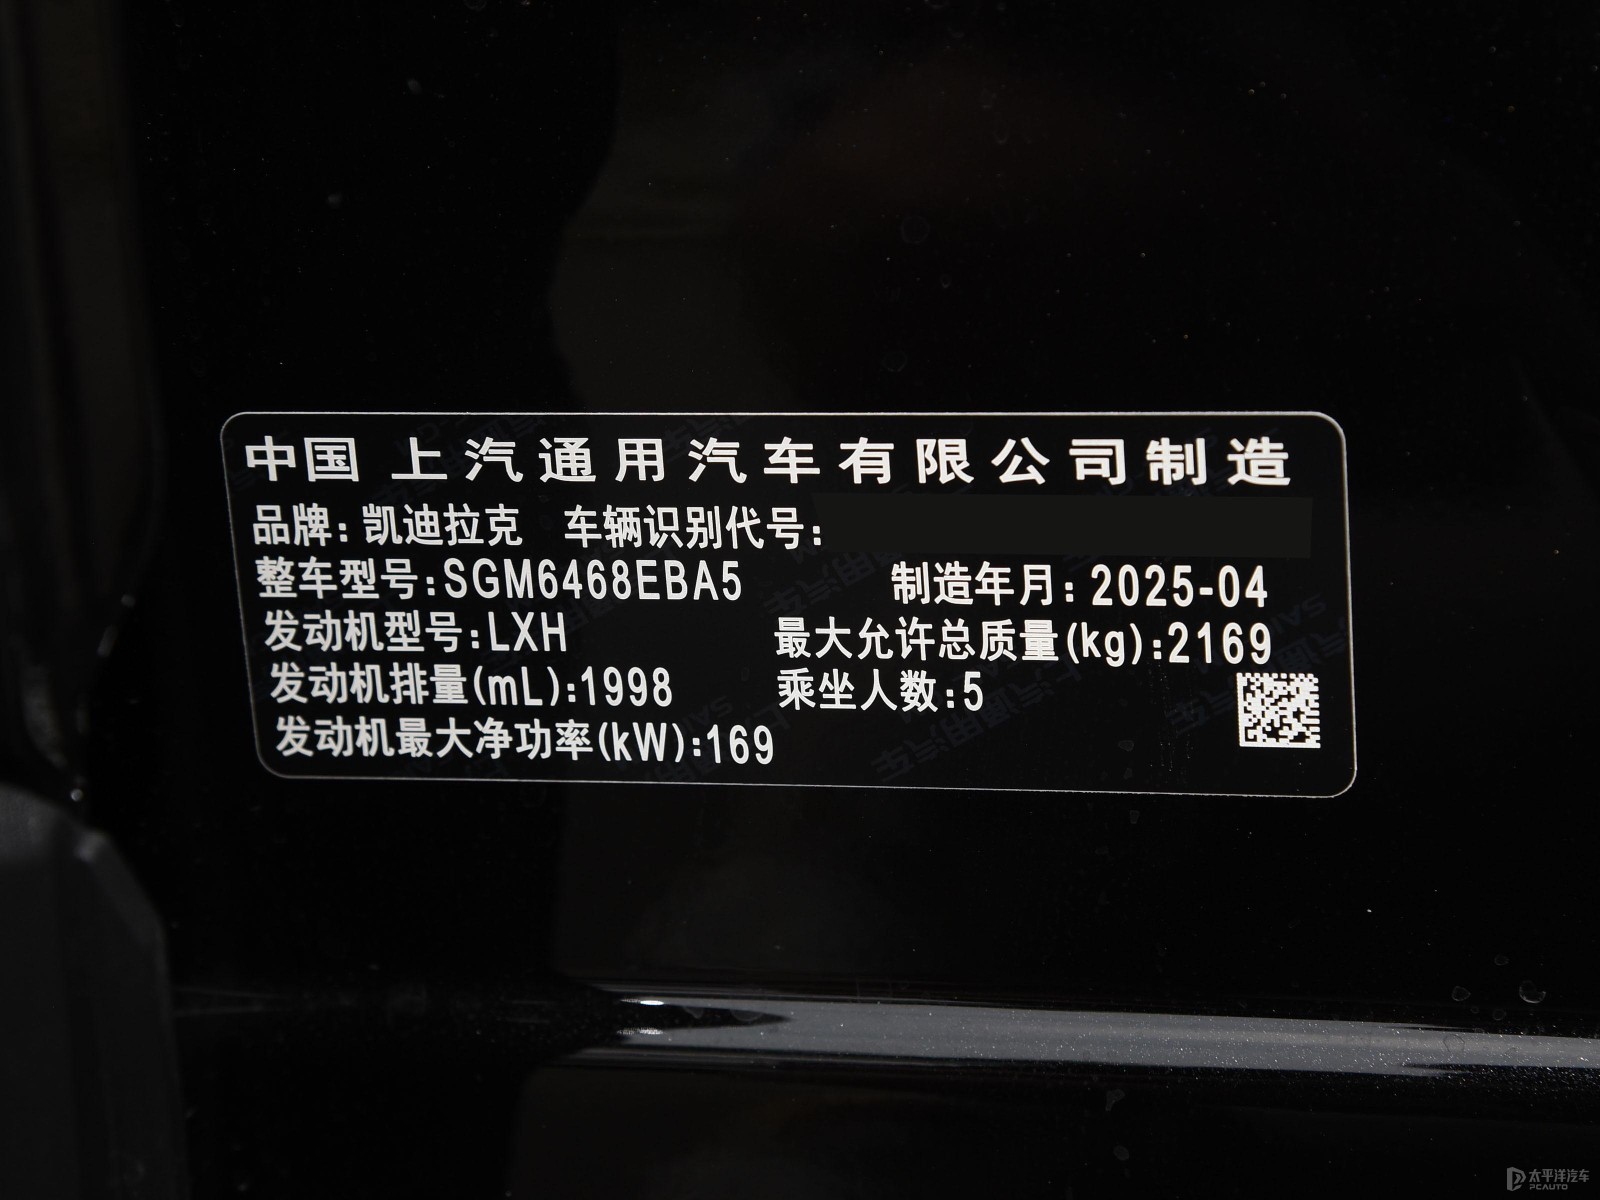 中国 上汽通用汽车有限公司制造
品牌:凯迪拉克 车辆识别代号:
整车型号:SGM6468EBA5 制造年月:2025-04
发动机型号:LXH 最大允许总质量(kg):2169
发动机排量(mL):1998 乘坐人数:5
发动机最大净功率(kW):169
太平洋汽车
PCAUTO